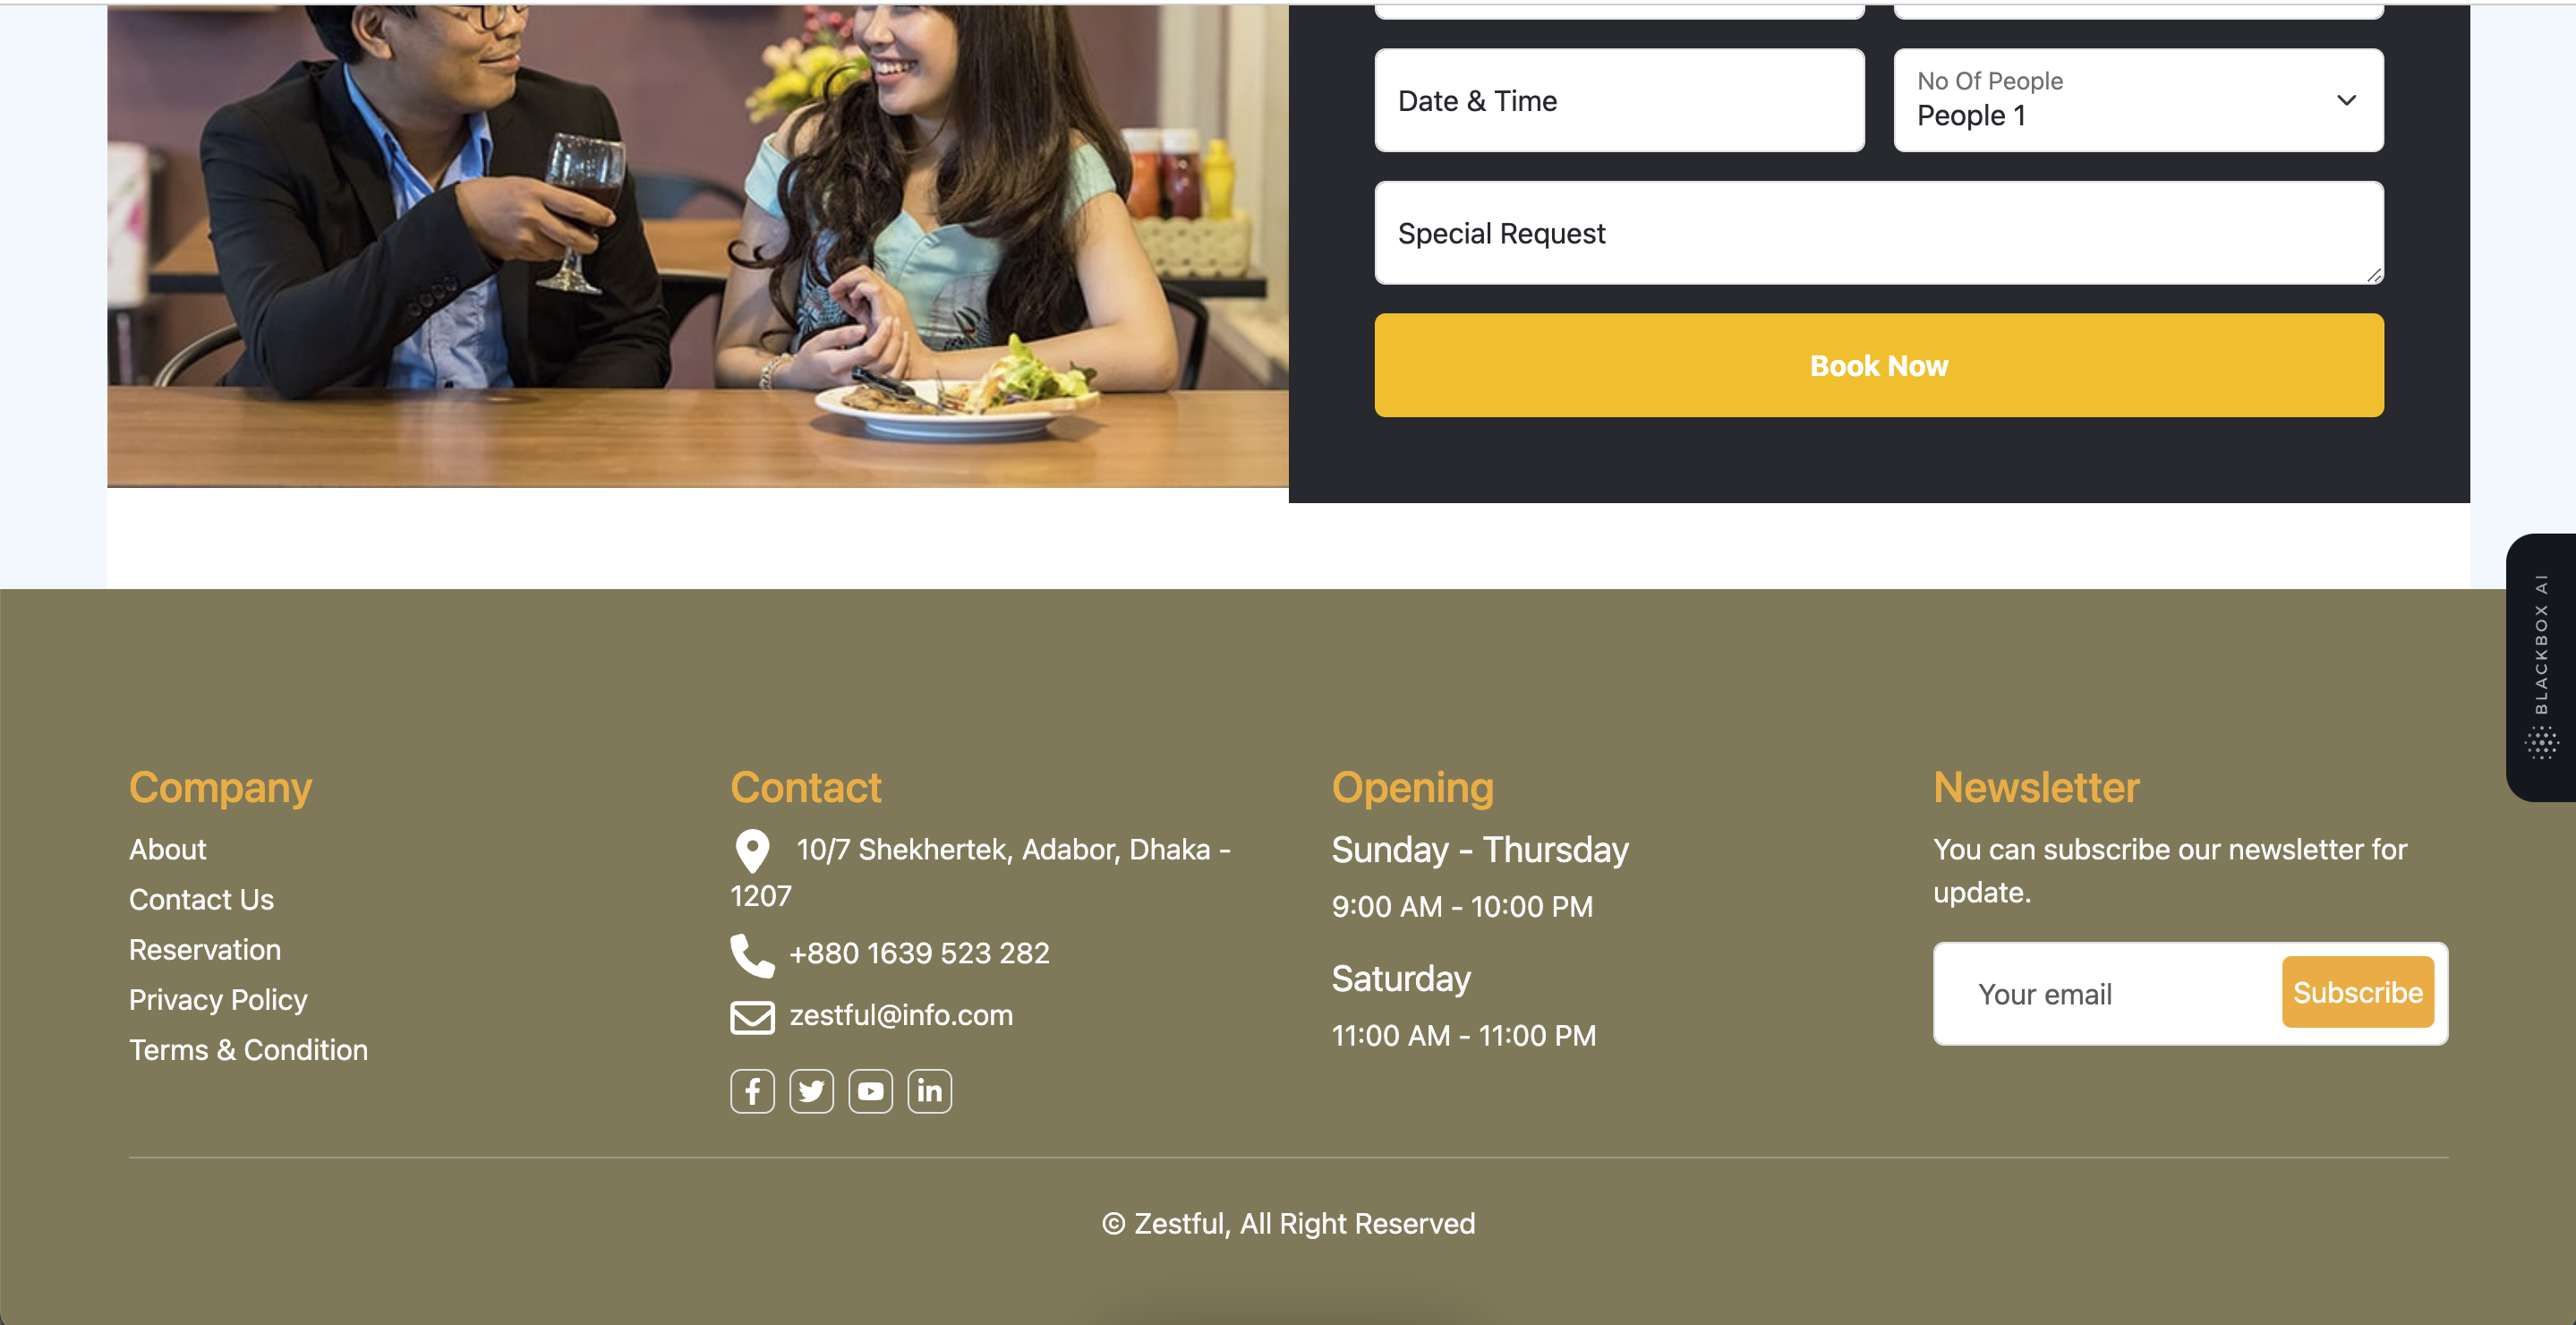 Date & Time
No Of People
People 1
Special Request
Book Now
BLACKBOX AI
Company
About
Contact Us
Reservation
Privacy Policy
Terms & Condition
Contact
10/7 Shekhertek, Adabor, Dhaka -
1207
+880 1639 523 282
zestful@info.com
Opening
Sunday - Thursday
9:00 AM - 10:00 PM
Saturday
11:00 AM - 11:00 PM
Newsletter
You can subscribe our newsletter for
update.
Your email
Subscribe
© Zestful, All Right Reserved